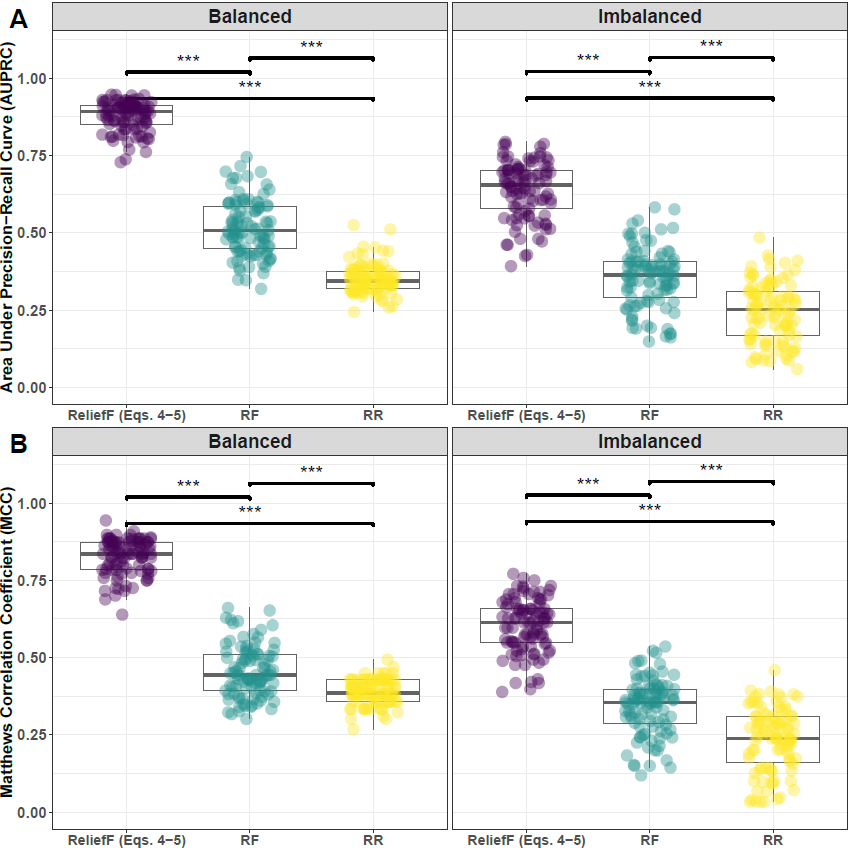 A
Balanced
Imbalanced
Area Under Precision−Recall Curve (AUPRC)
*** *** ***
*** *** ***
1.00
0.75
0.50
0.25
0.00
ReliefF (Eqs. 4−5) RF RR
ReliefF (Eqs. 4−5) RF RR
B
Balanced
Imbalanced
Matthews Correlation Coefficient (MCC)
*** *** ***
*** *** ***
1.00
0.75
0.50
0.25
0.00
ReliefF (Eqs. 4−5) RF RR
ReliefF (Eqs. 4−5) RF RR